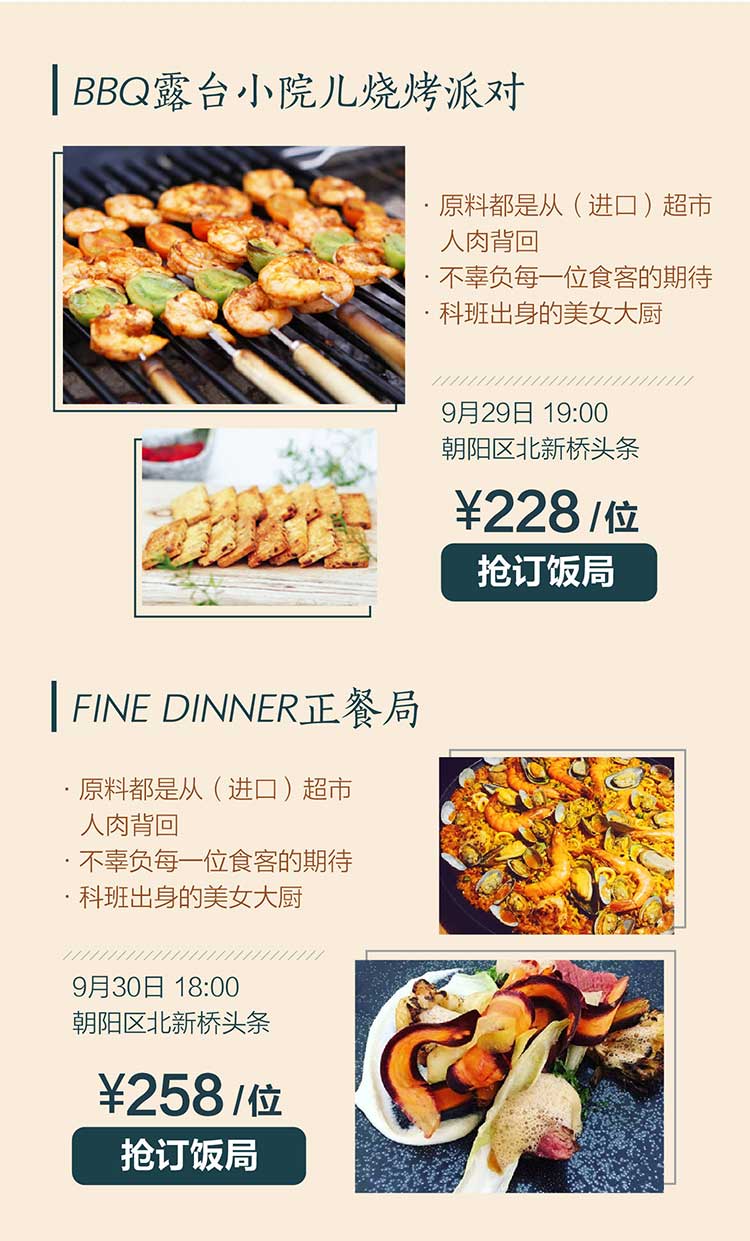 BBQ露台小院儿烧烤派对
· 原料都是从（进口）超市
人肉背回
· 不辜负每一位食客的期待
· 科班出身的美女大厨
9月29日 19:00
朝阳区北新桥头条
¥228 /位
抢订饭局
FINE DINNER正餐局
· 原料都是从（进口）超市
人肉背回
· 不辜负每一位食客的期待
· 科班出身的美女大厨
9月30日 18:00
朝阳区北新桥头条
¥258 /位
抢订饭局